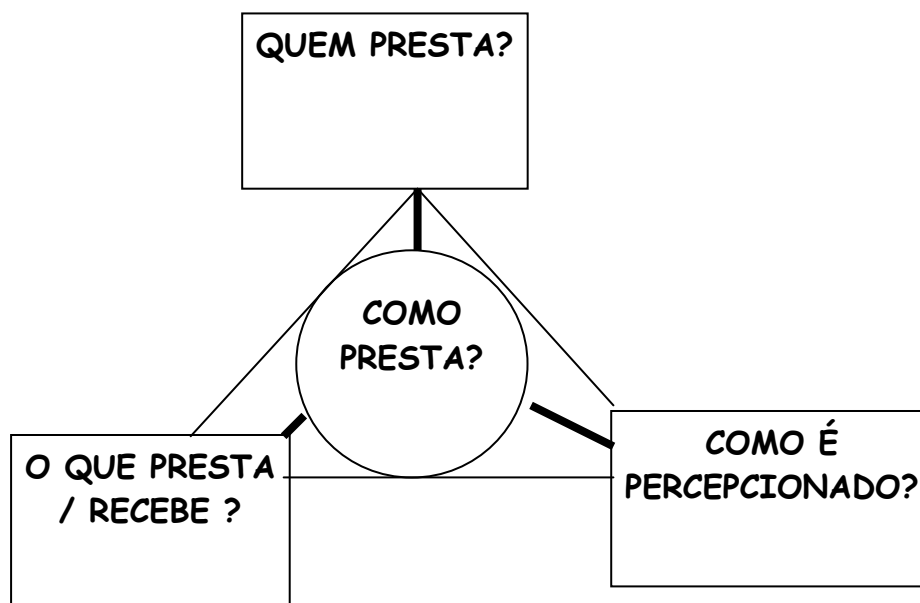 QUEM PRESTA?
COMO
PRESTA?
O QUE PRESTA
/ RECEBE ?
COMO É
PERCEPCIONADO?